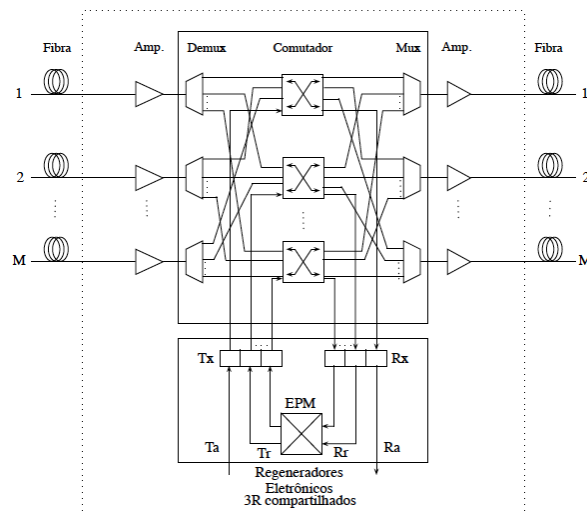 Fibra Amp. Demux Comutador Mux Amp. Fibra
1 1
2 2
M M
Tx Rx
EPM
Ta Tr Rr Ra
Regeneradores
Eletrônicos
3R compartilhados